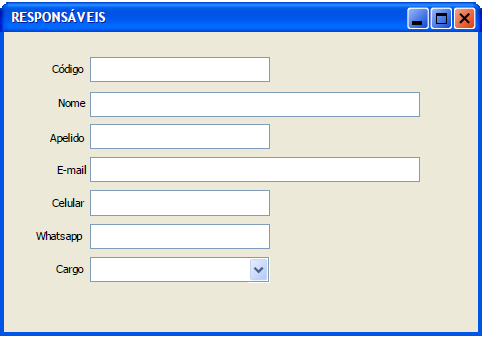 RESPONSÁVEIS
Código
Nome
Apelido
E-mail
Celular
Whatsapp
Cargo